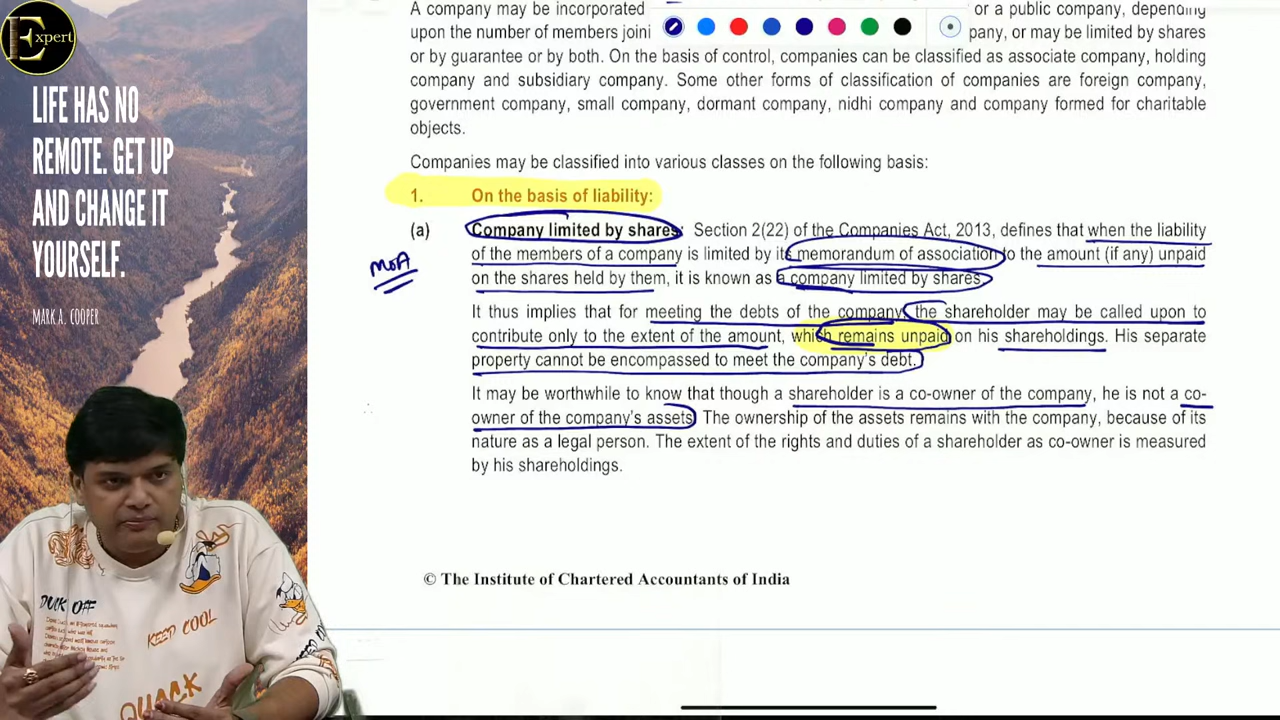 Expert
LIFE HAS NO
REMOTE. GET UP
AND CHANGE IT
YOURSELF.
MARK A. COOPER
A company may be incorporated or a public company, depending
upon the number of members joini pany, or may be limited by shares
or by guarantee or by both. On the basis of control, companies can be classified as associate company, holding
company and subsidiary company. Some other forms of classification of companies are foreign company,
government company, small company, dormant company, nidhi company and company formed for charitable
objects.
Companies may be classified into various classes on the following basis:
1. On the basis of liability:
(a) Company limited by shares: Section 2(22) of the Companies Act, 2013, defines that when the liability
of the members of a company is limited by its memorandum of association to the amount (if any) unpaid
on the shares held by them, it is known as a company limited by shares.
MOA
It thus implies that for meeting the debts of the company, the shareholder may be called upon to
contribute only to the extent of the amount, which remains unpaid on his shareholdings. His separate
property cannot be encompassed to meet the company's debt.
It may be worthwhile to know that though a shareholder is a co-owner of the company, he is not a co-
owner of the company's assets. The ownership of the assets remains with the company, because of its
nature as a legal person. The extent of the rights and duties of a shareholder as co-owner is measured
by his shareholdings.
© The Institute of Chartered Accountants of India
DUCK OFF
KEEP COOL
QUACK